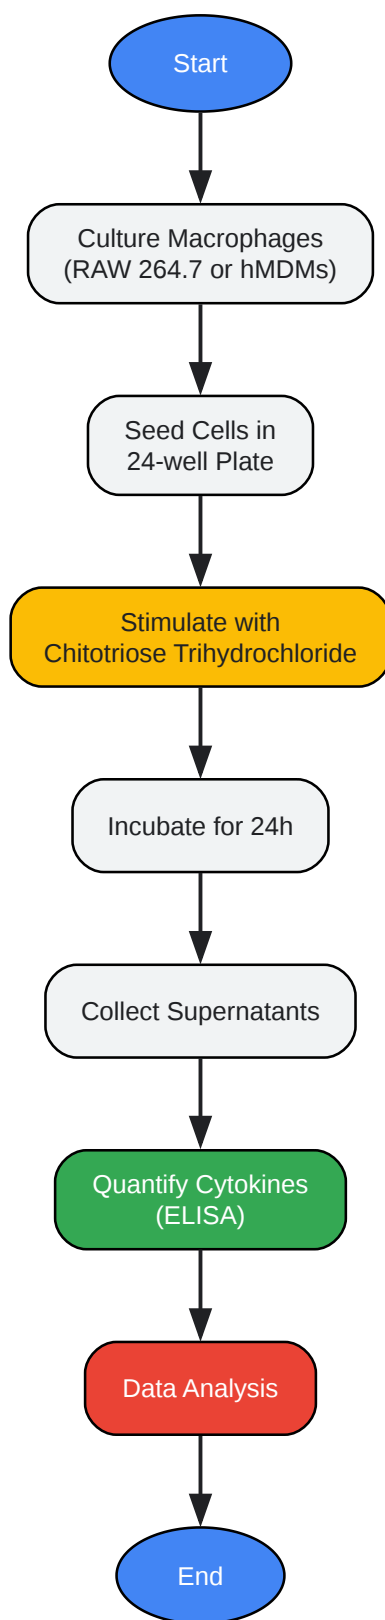 Start
Culture Macrophages
(RAW 264.7 or hMDMs)
Seed Cells in
24-well Plate
Stimulate with
Chitotriose Trihydrochloride
Incubate for 24h
Collect Supernatants
Quantify Cytokines
(ELISA)
Data Analysis
End